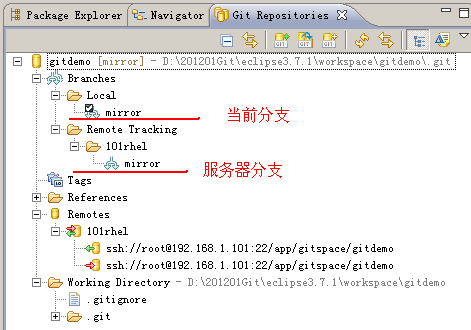 Package Explorer Navigator Git Repositories
gitdemo [mirror] - D:\201201Git\eclipse3.7.1\workspace\gitdemo\.git
Branches
Local
mirror
当前分支
Remote Tracking
101rhel
mirror
服务器分支
Tags
References
Remotes
101rhel
ssh://root@192.168.1.101:22/app/gitspace/gitdemo
ssh://root@192.168.1.101:22/app/gitspace/gitdemo
Working Directory - D:\201201Git\eclipse3.7.1\workspace\gitdemo
.gitignore
.git